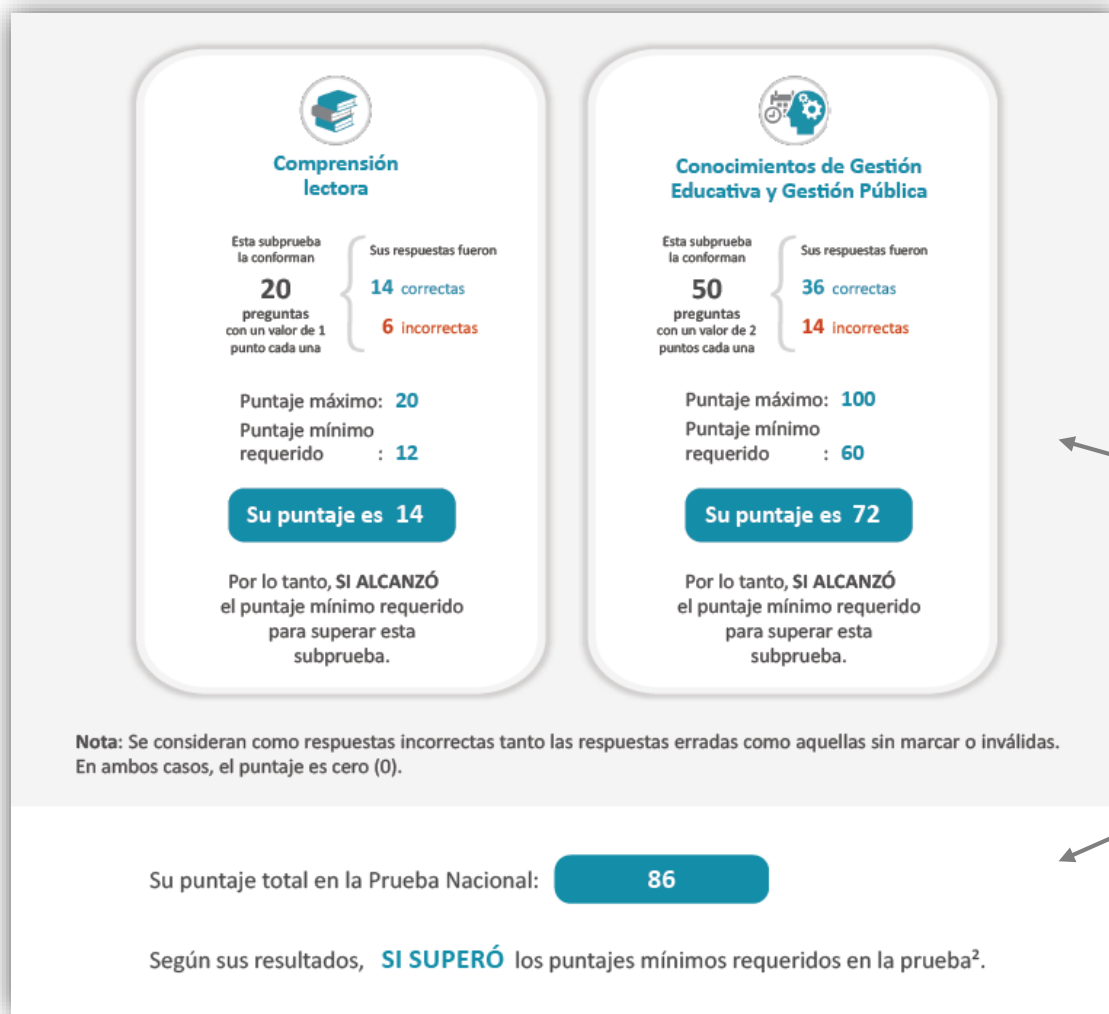 Comprensión
lectora
Esta subprueba
la conforman
20
preguntas
con un valor de 1
punto cada una
Sus respuestas fueron
14 correctas
6 incorrectas
Puntaje máximo: 20
Puntaje mínimo
requerido : 12
Su puntaje es 14
Por lo tanto, SI ALCANZÓ
el puntaje mínimo requerido
para superar esta
subprueba.
Conocimientos de Gestión
Educativa y Gestión Pública
Esta subprueba
la conforman
50
preguntas
con un valor de 2
puntos cada una
Sus respuestas fueron
36 correctas
14 incorrectas
Puntaje máximo: 100
Puntaje mínimo
requerido : 60
Su puntaje es 72
Por lo tanto, SI ALCANZÓ
el puntaje mínimo requerido
para superar esta
subprueba.
Nota: Se consideran como respuestas incorrectas tanto las respuestas erradas como aquellas sin marcar o inválidas.
En ambos casos, el puntaje es cero (0).
Su puntaje total en la Prueba Nacional: 86
Según sus resultados, SI SUPERÓ los puntajes mínimos requeridos en la prueba².